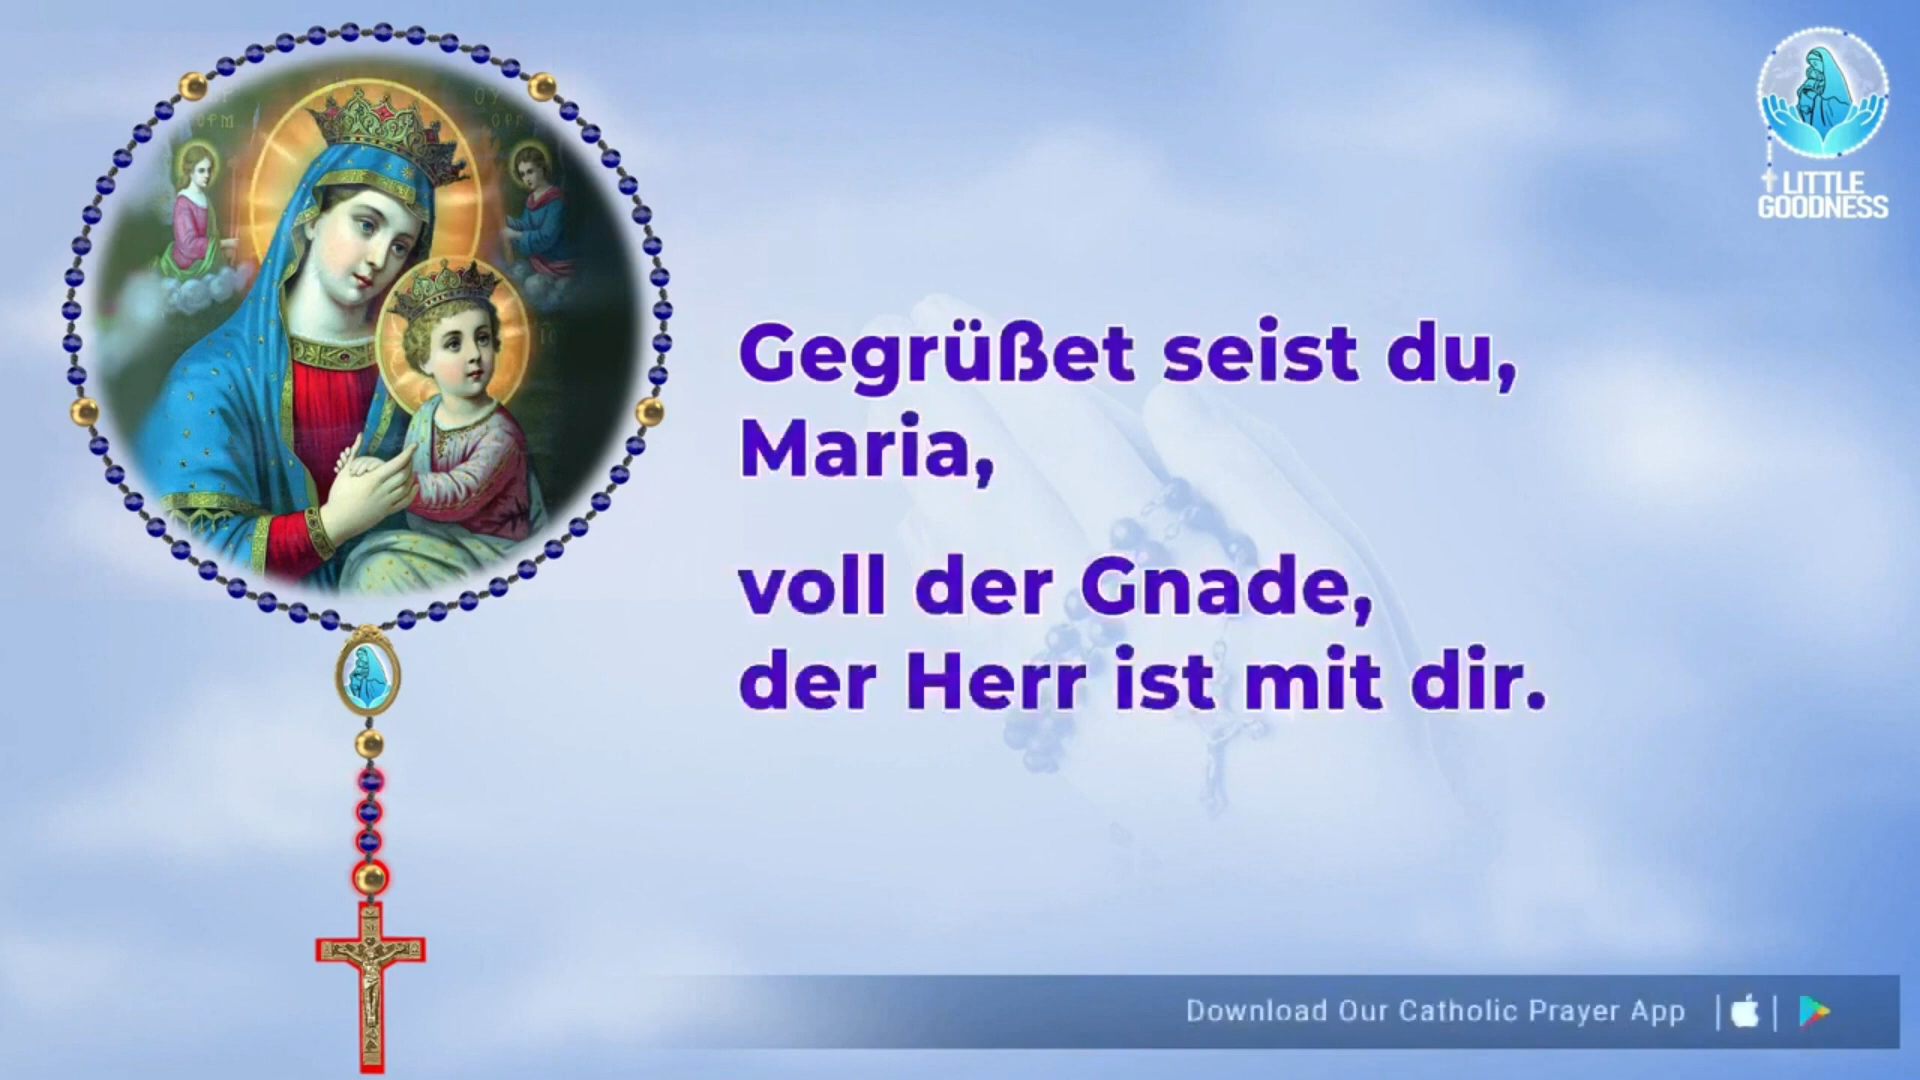 LITTLE
GOODNESS
Gegrüßet seist du,
Maria,
voll der Gnade,
der Herr ist mit dir.
Download Our Catholic Prayer App